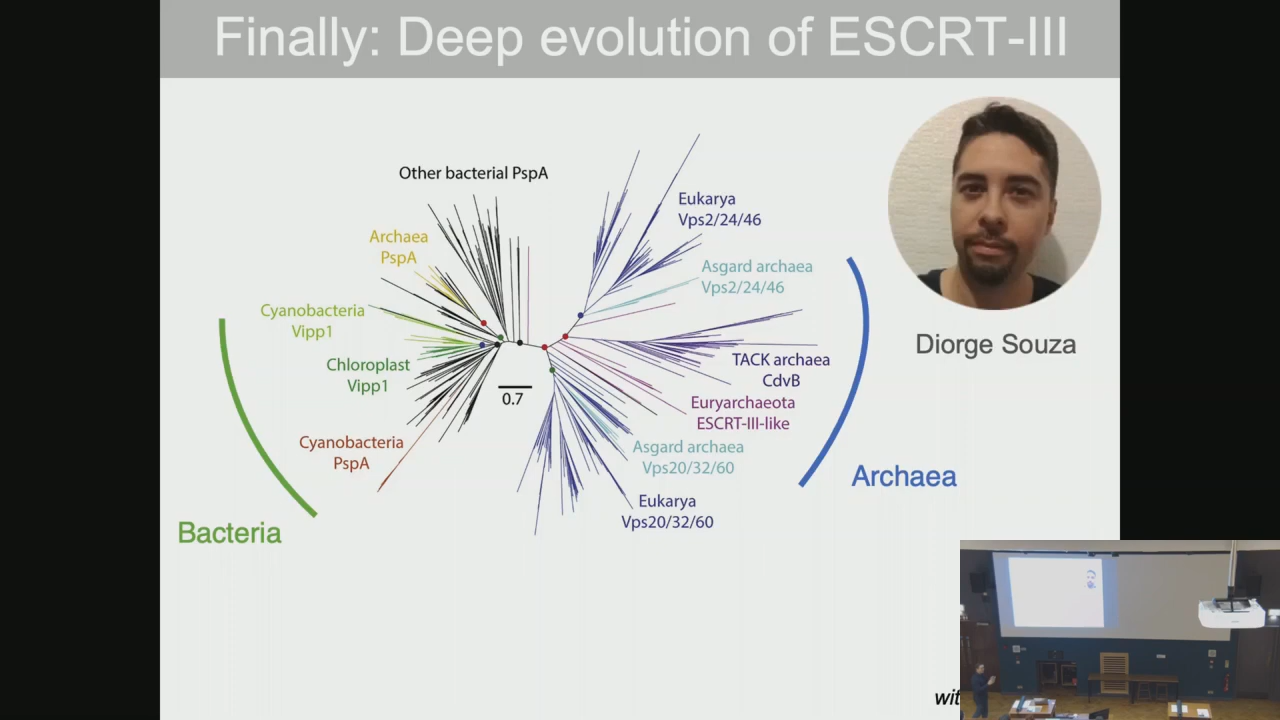 Finally: Deep evolution of ESCRT-III
Other bacterial PspA
Archaea
PspA
Cyanobacteria
Vipp1
Chloroplast
Vipp1
Cyanobacteria
PspA
Bacteria
0.7
Eukarya
Vps2/24/46
Asgard archaea
Vps2/24/46
TACK archaea
CdvB
Euryarchaeota
ESCRT-III-like
Asgard archaea
Vps20/32/60
Eukarya
Vps20/32/60
Archaea
Diorge Souza